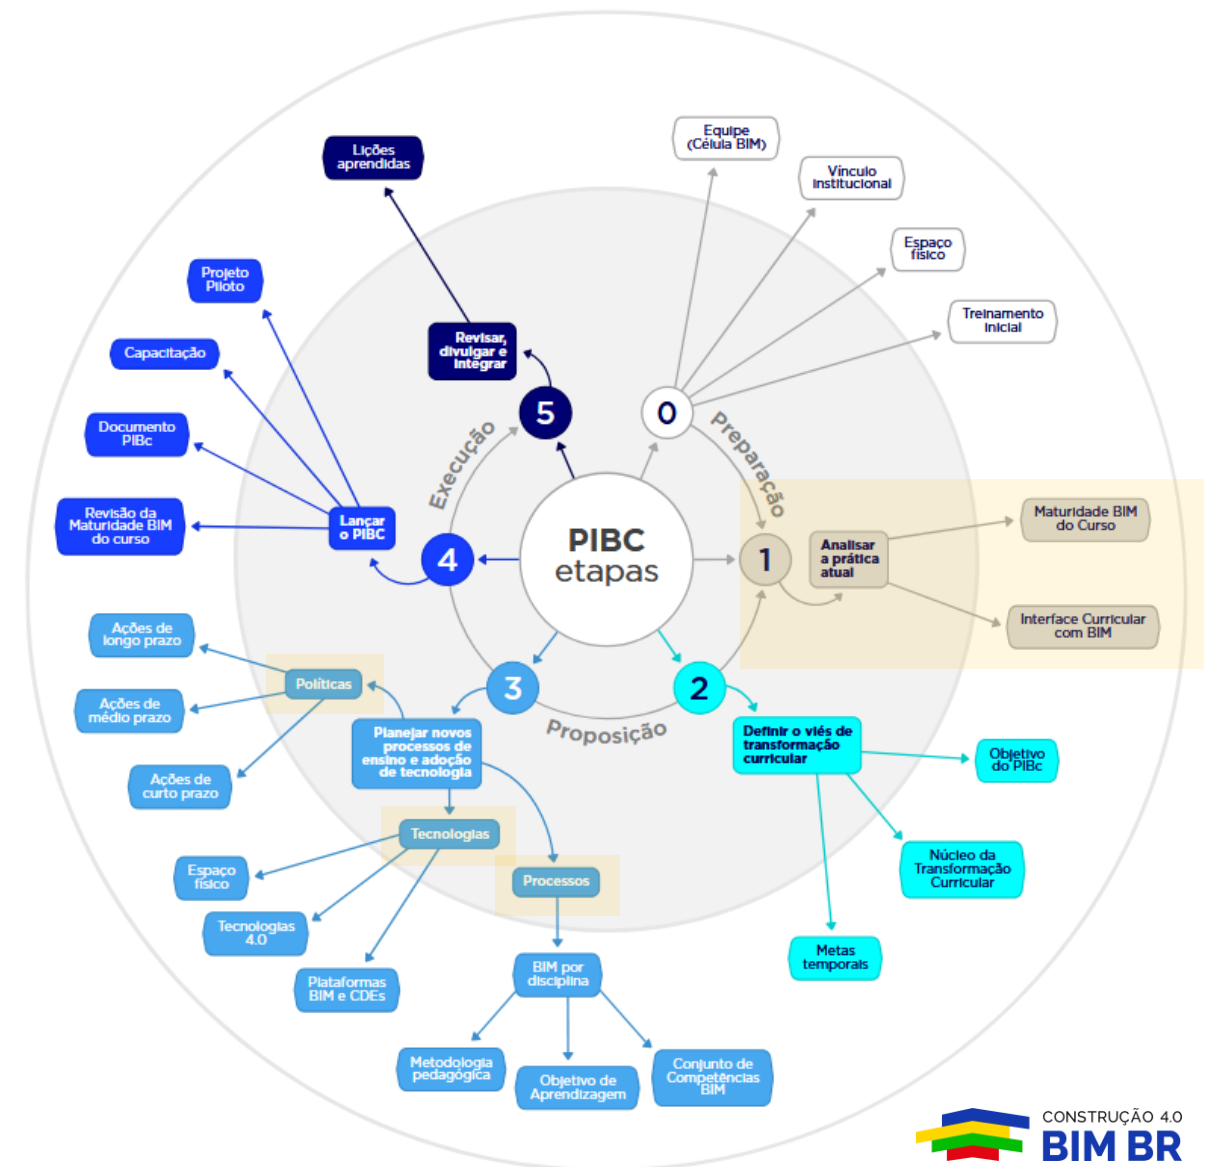 Equipe
(Célula BIM)
Lições
aprendidas
Vínculo
institucional
Espaço
físico
Projeto
Piloto
Treinamento
Inicial
Revisar,
divulgar e
integrar
Capacitação
5
0
Documento
PIBc
Execução
Preparação
Revisão da
Maturidade BIM
do curso
Lançar
o PIBC
Maturidade BIM
do Curso
4
PIBC
etapas
1
Analisar
a prática
atual
Interface Curricular
com BIM
Ações de
longo prazo
Políticas
3
2
Ações de
médio prazo
Proposição
Planejar novos
processos de
ensino e adoção
de tecnologia
Definir o viés de
transformação
curricular
Objetivo
do PIBc
Ações de
curto prazo
Tecnologias
Espaço
físico
Processos
Núcleo da
Transformação
Curricular
Tecnologias
4.0
Metas
temporais
Plataformas
BIM e CDEs
BIM por
disciplina
Metodologia
pedagógica
Objetivo de
Aprendizagem
Conjunto de
Competências
BIM
CONSTRUÇÃO 4.0
BIM BR